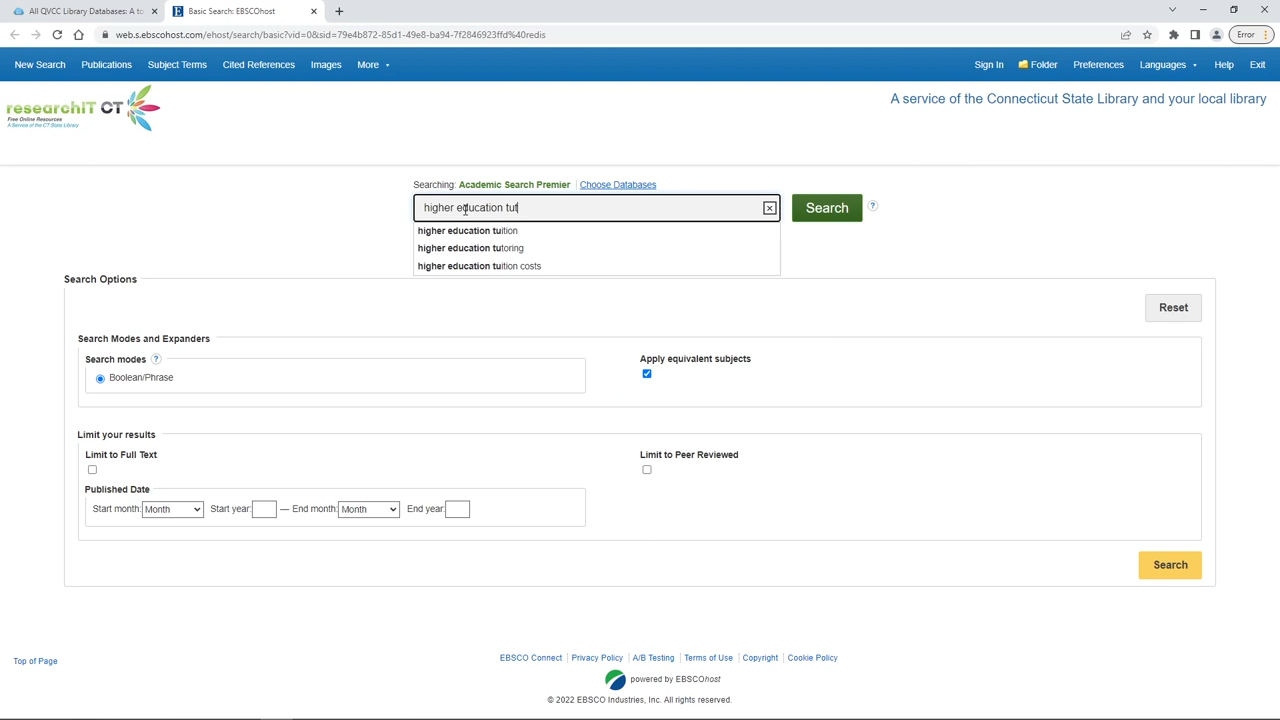 All QVCC Library Databases: A to
Basic Search: EBSCOhost
web.s.ebscohost.com/ehost/search/basic?vid=0&sid=79e4b872-85d1-49e8-ba94-7f2846923ffd%40redis
Error
New Search Publications Subject Terms Cited References Images More
Sign In Folder Preferences Languages Help Exit
researchIT CT
Free Online Resources
A Service of the CT State Library
A service of the Connecticut State Library and your local library
Searching: Academic Search Premier Choose Databases
higher education tut
Search
higher education tuition
higher education tutoring
higher education tuition costs
Search Options
Reset
Search Modes and Expanders
Search modes
Boolean/Phrase
Apply equivalent subjects
Limit your results
Limit to Full Text
Limit to Peer Reviewed
Published Date
Start month: Month Start year: — End month: Month End year:
Search
Top of Page
EBSCO Connect Privacy Policy A/B Testing Terms of Use Copyright Cookie Policy
powered by EBSCOhost
© 2022 EBSCO Industries, Inc. All rights reserved.